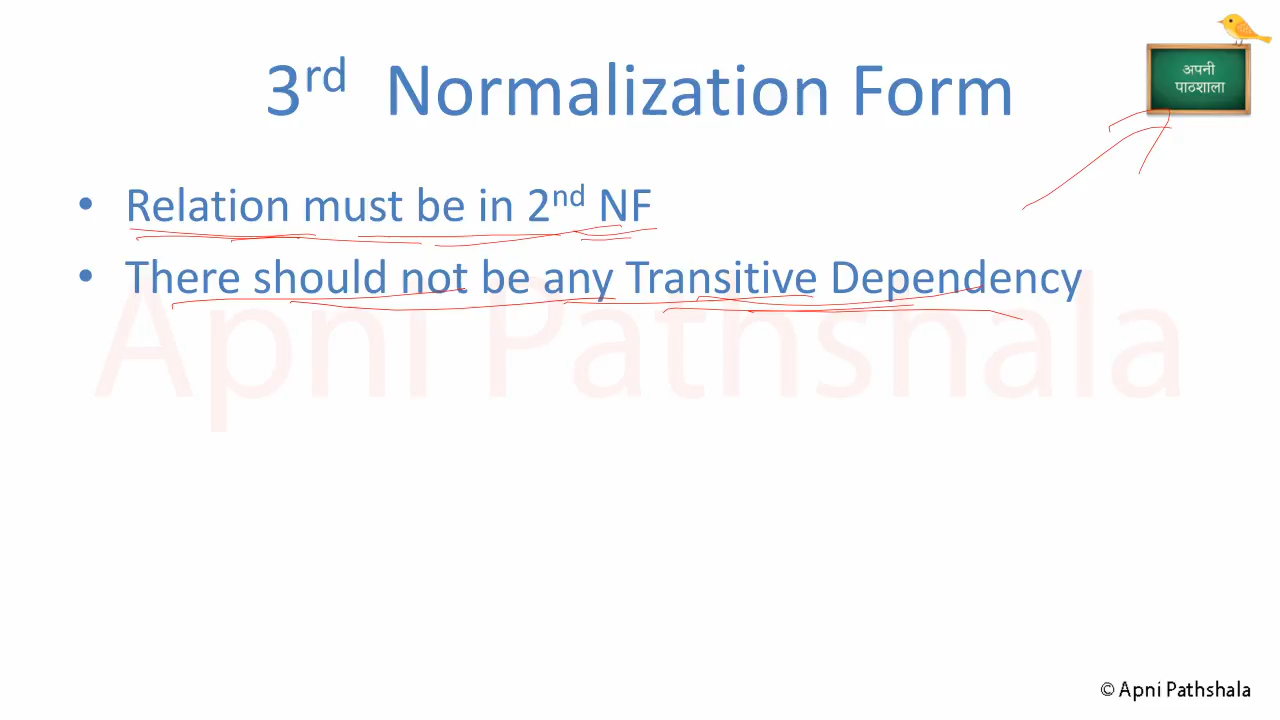 3rd Normalization Form
अपनी
पाठशाला
• Relation must be in 2nd NF
• There should not be any Transitive Dependency
Apni Pathshala
© Apni Pathshala